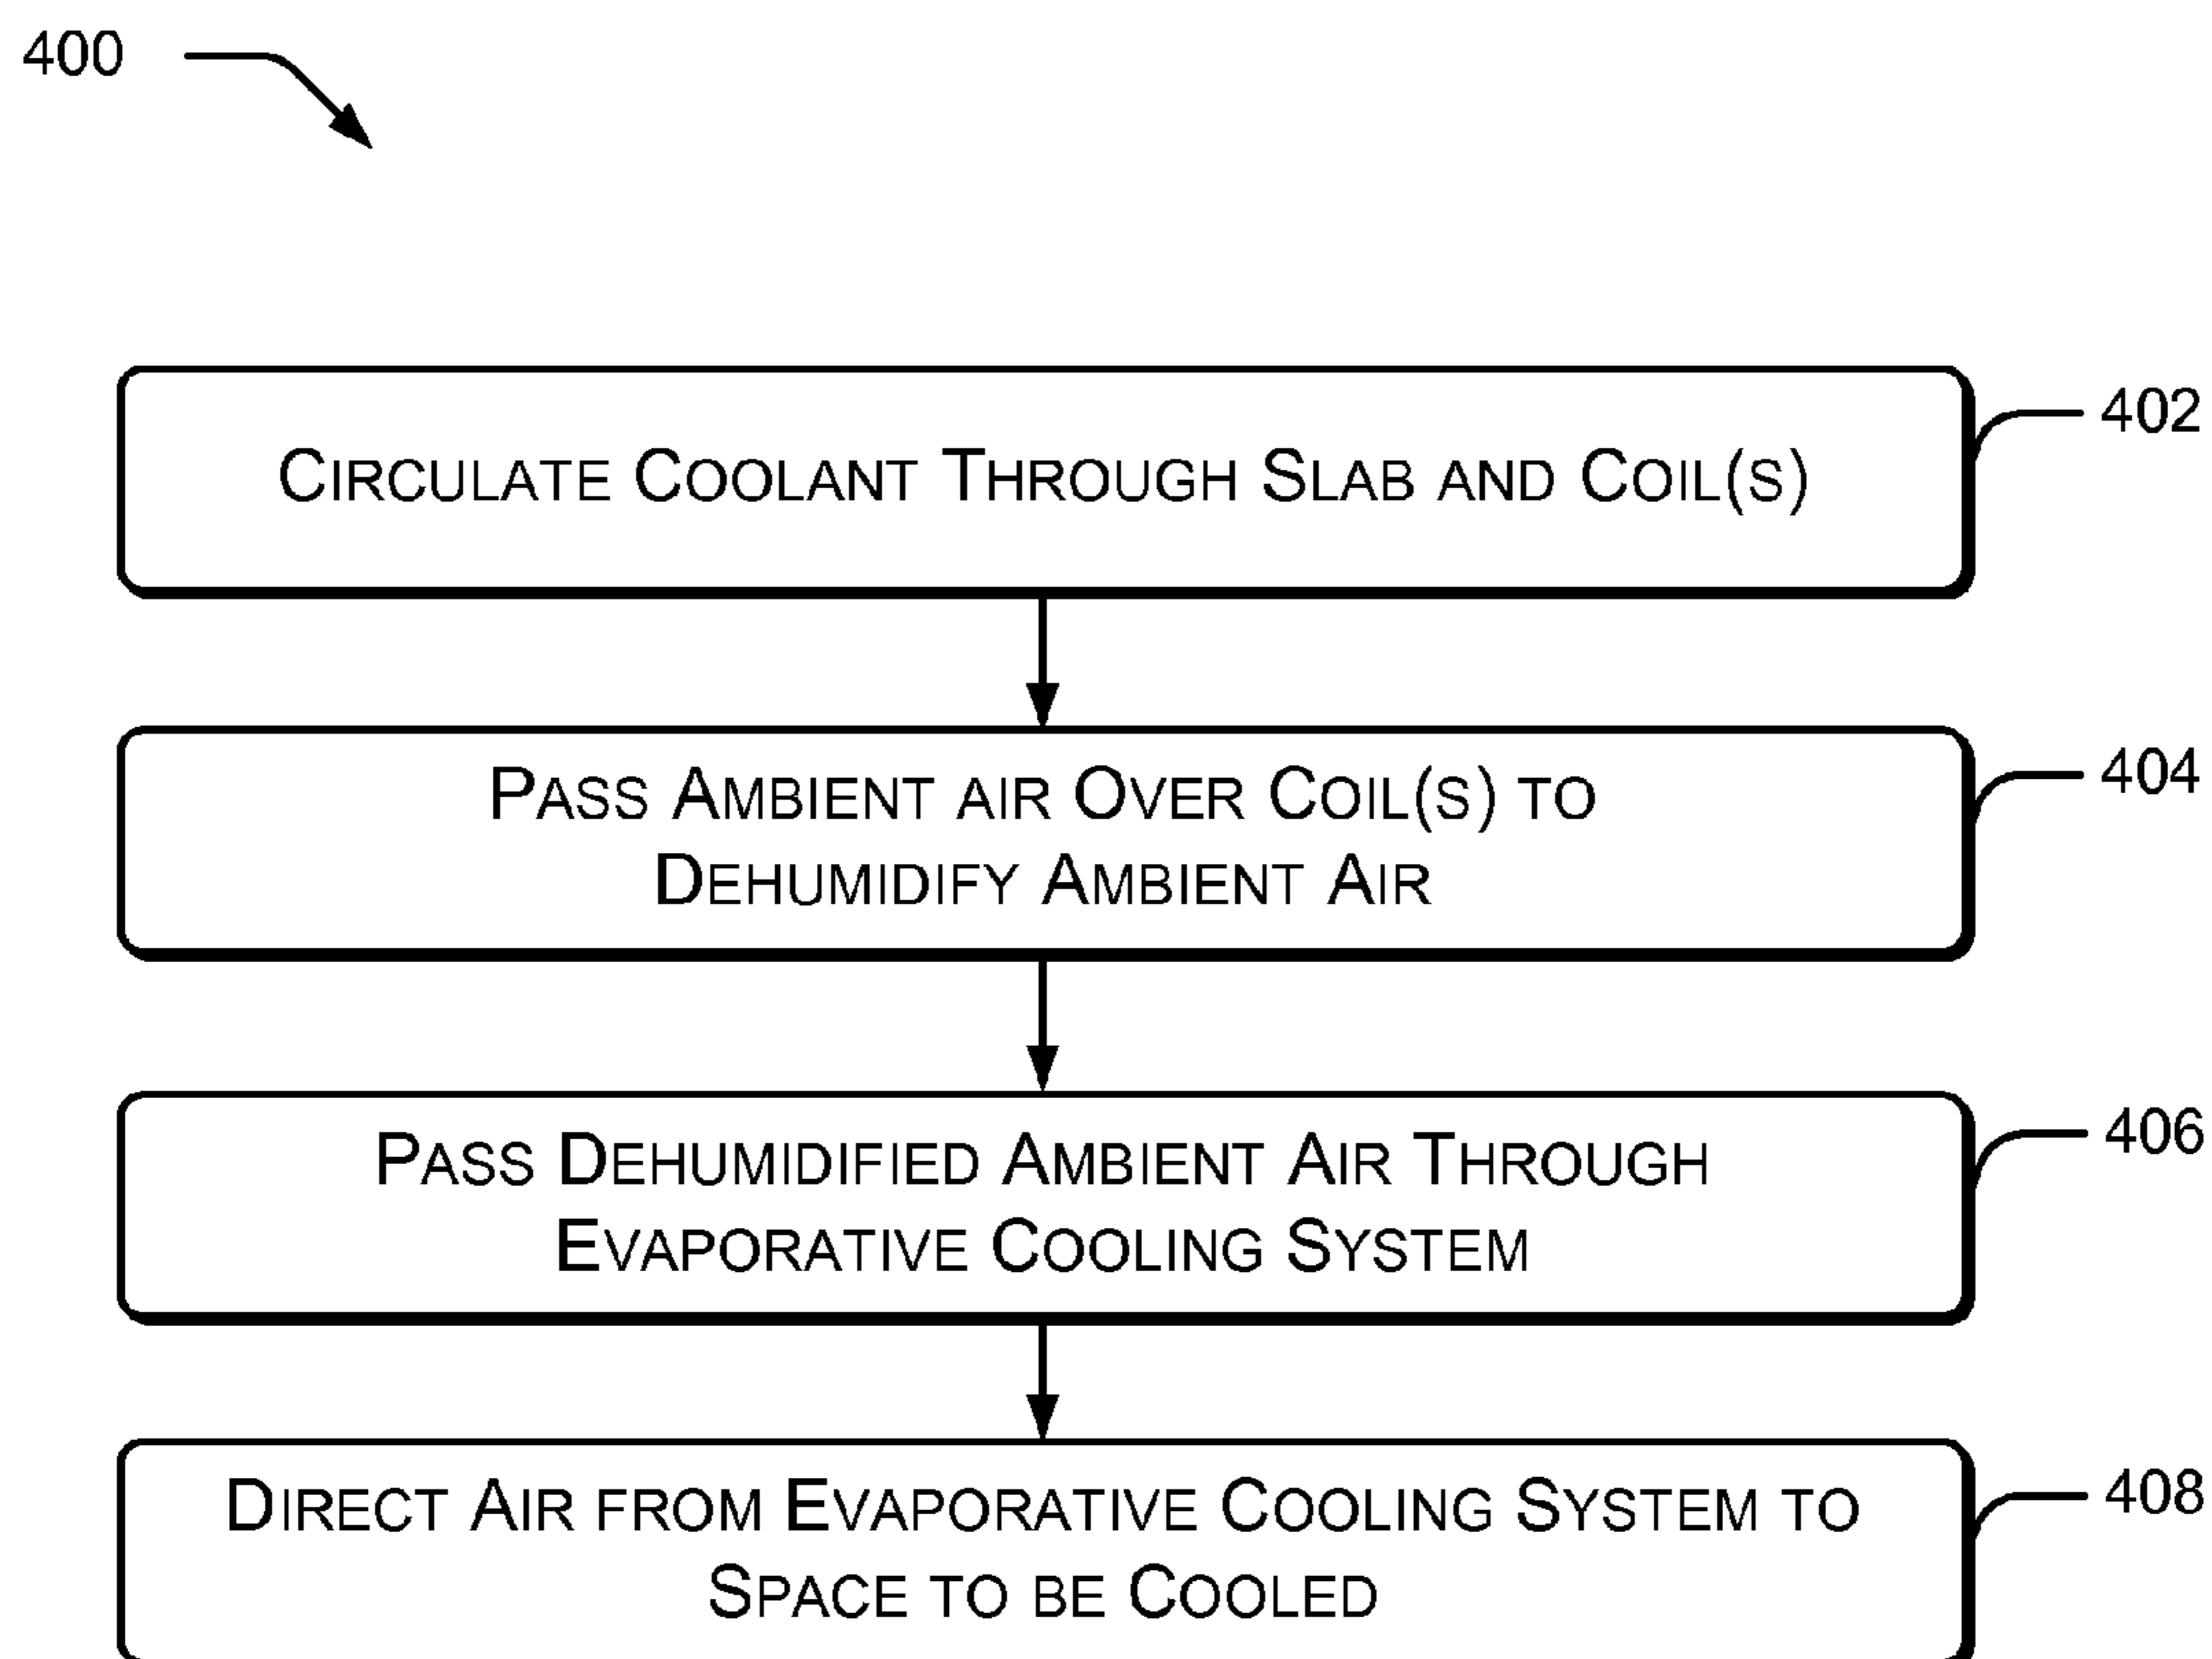 400
CIRCULATE COOLANT THROUGH SLAB AND COIL(S)
402
PASS AMBIENT AIR OVER COIL(S) TO
DEHUMIDIFY AMBIENT AIR
404
PASS DEHUMIDIFIED AMBIENT AIR THROUGH
EVAPORATIVE COOLING SYSTEM
406
DIRECT AIR FROM EVAPORATIVE COOLING SYSTEM TO
SPACE TO BE COOLED
408